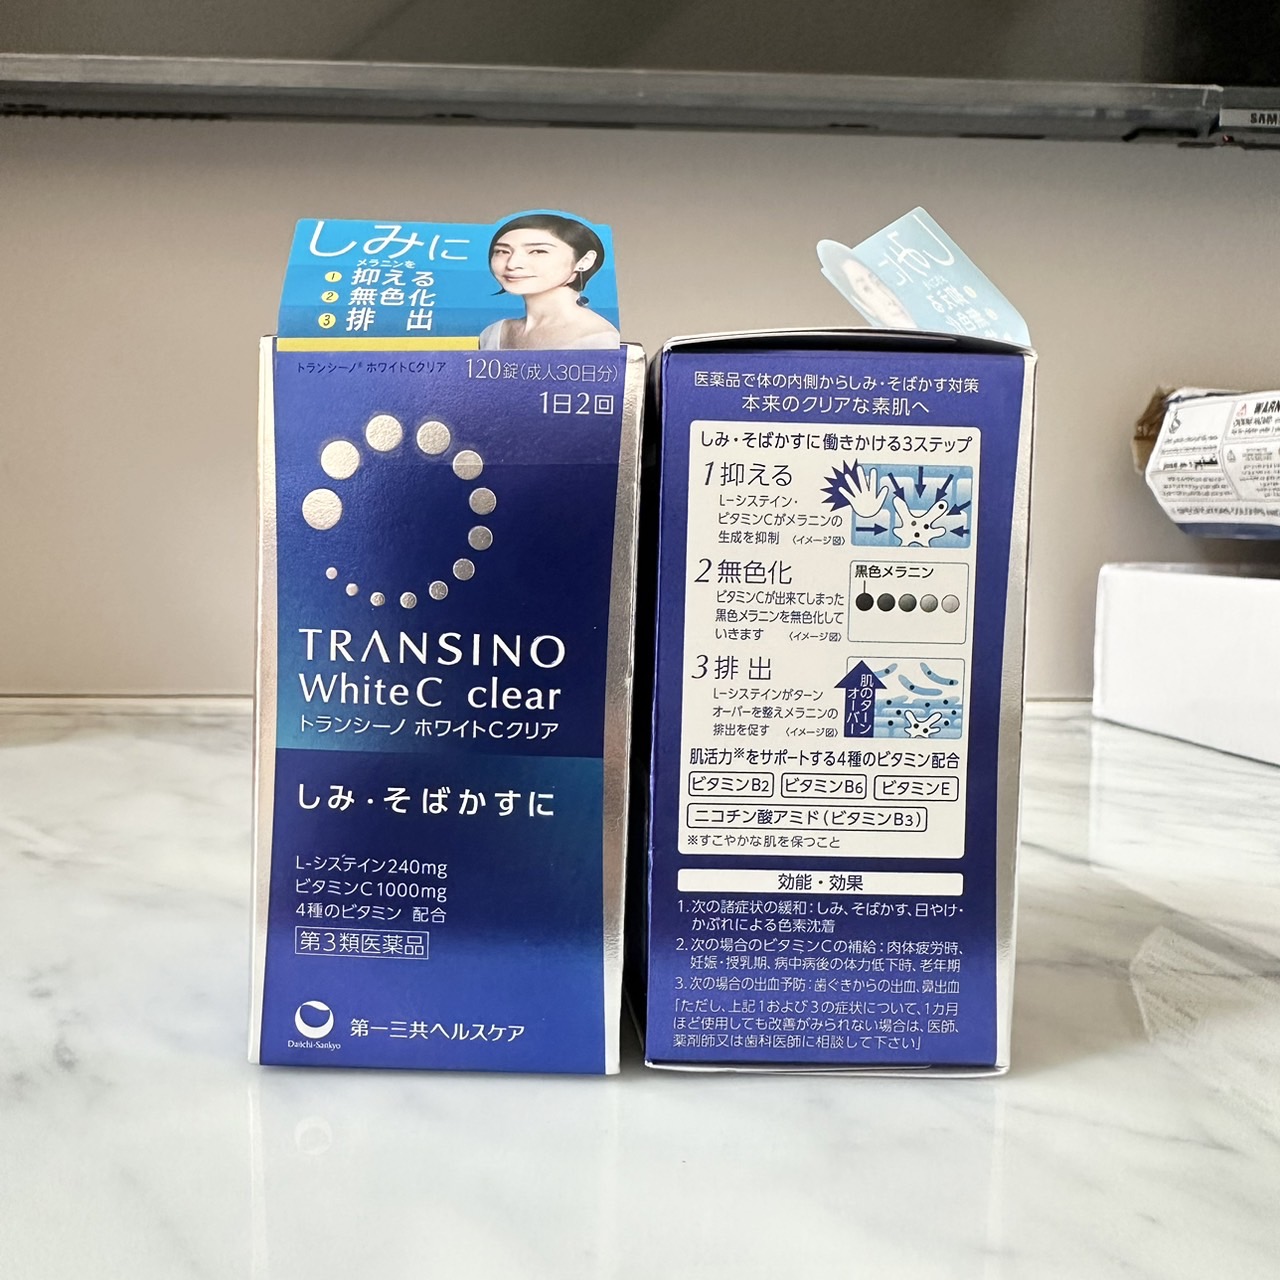 しみに
メラニンを
1 抑える
2 無色化
3 排 出
トランシーノ® ホワイトCクリア
120錠(成人30日分)
1日2回
TRANSINO
White C clear
トランシーノ ホワイトCクリア
しみ・そばかすに
L-システイン240mg
ビタミンC1000mg
4種のビタミン 配合
第3類医薬品
Daiichi-Sankyo
第一三共ヘルスケア
医薬品で体の内側からしみ・そばかす対策
本来のクリアな素肌へ
しみ・そばかすに働きかける3ステップ
1 抑える
L-システイン・
ビタミンCがメラニンの
生成を抑制 〈イメージ図〉
2 無色化
ビタミンCが出来てしまった
黒色メラニンを無色化して
いきます 〈イメージ図〉
黒色メラニン
3 排 出
L-システインがターン
オーバーを整えメラニンの
排出を促す 〈イメージ図〉
肌のターン
オーバー
肌活力※をサポートする4種のビタミン配合
ビタミンB2 ビタミンB6 ビタミンE
ニコチン酸アミド(ビタミンB3)
※すこやかな肌を保つこと
効能・効果
1.次の諸症状の緩和:しみ、そばかす、日やけ・
かぶれによる色素沈着
2.次の場合のビタミンCの補給:肉体疲労時、
妊娠・授乳期、病中病後の体力低下時、老年期
3.次の場合の出血予防:歯ぐきからの出血、鼻出血
「ただし、上記1および3の症状について、1カ月
ほど使用しても改善がみられない場合は、医師、
薬剤師又は歯科医師に相談して下さい」